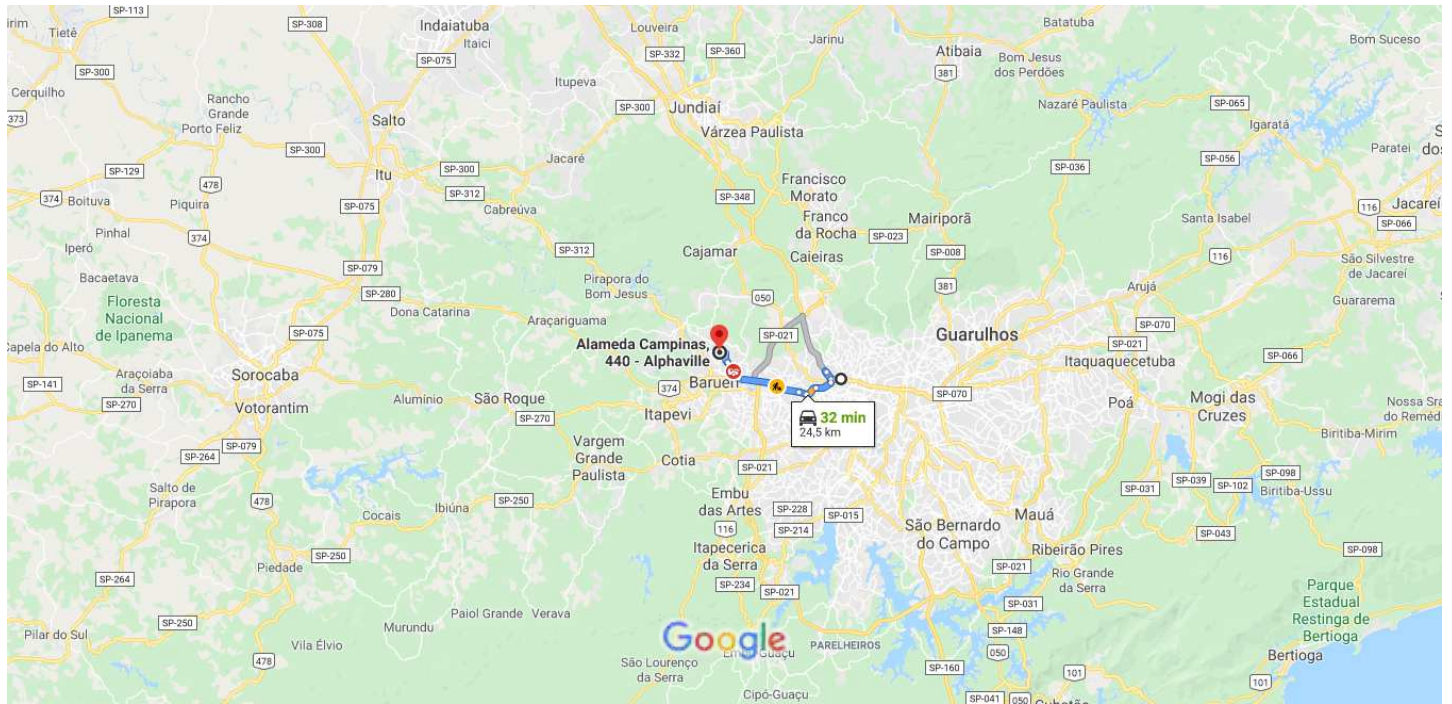 SP-113
Tietê
SP-308
Indaiatuba
Itaici
SP-075
Louveira
SP-332
SP-360
Jarinu
Batatuba
Atibaia
381
Bom Jesus
dos Perdões
Bom Suceso
SP-300
Cerquilho
373
Rancho
Grande
Porto Feliz
Salto
Itupeva
SP-300
Jundiaí
Várzea Paulista
Nazaré Paulista
SP-065
Igaratá
Paratei
SP-300
SP-129
478
Itu
SP-300
SP-312
Jacaré
SP-036
SP-056
374
Boituva
Piquira
SP-075
Cabreúva
SP-348
Francisco
Morato
Franco
da Rocha
Mairiporã
SP-023
Santa Isabel
116
Jacareí
SP-066
Pinhal
Iperó
374
SP-312
Cajamar
Caieiras
SP-008
116
São Silvestre
de Jacareí
Bacaetava
SP-079
SP-280
Pirapora do
Bom Jesus
050
381
Arujá
Guararema
Floresta
Nacional
de Ipanema
Dona Catarina
Araçariguama
SP-021
Guarulhos
SP-070
SP-021
Capela do Alto
SP-075
Alameda Campinas,
440 - Alphaville
Itaquaquecetuba
SP-066
SP-141
Araçoiaba
da Serra
Sorocaba
374
Barueri
SP-070
SP-270
Votorantim
Alumínio
São Roque
SP-270
Itapevi
32 min
24,5 km
Poá
Mogi das
Cruzes
Nossa Sra
do Reméd
SP-079
SP-264
Vargem
Grande
Paulista
Cotia
SP-021
Biritiba-Mirim
Salto de
Pirapora
478
Cocais
Ibiúna
SP-250
Embu
das Artes
SP-228
SP-015
SP-031
SP-039
SP-102
SP-098
Biritiba-Ussu
116
SP-214
São Bernardo
do Campo
Mauá
SP-043
SP-250
Piedade
Itapecerica
da Serra
Ribeirão Pires
SP-098
SP-264
SP-234
SP-021
SP-021
Rio Grande
da Serra
Parque
Estadual
Restinga de
Bertioga
SP-250
Pilar do Sul
Paiol Grande
Verava
Murundu
SP-031
SP-148
Vila Élvio
478
Google
PARELHEIROS
050
Bertioga
São Lourenço
da Serra
SP-160
101
101
Cipó-Guaçu
SP-041
050